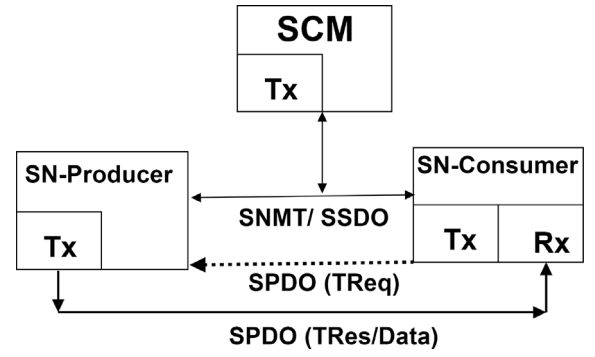 SCM
Tx
SN-Producer
Tx
SN-Consumer
Tx
Rx
SNMT/ SSDO
SPDO (TReq)
SPDO (TRes/Data)